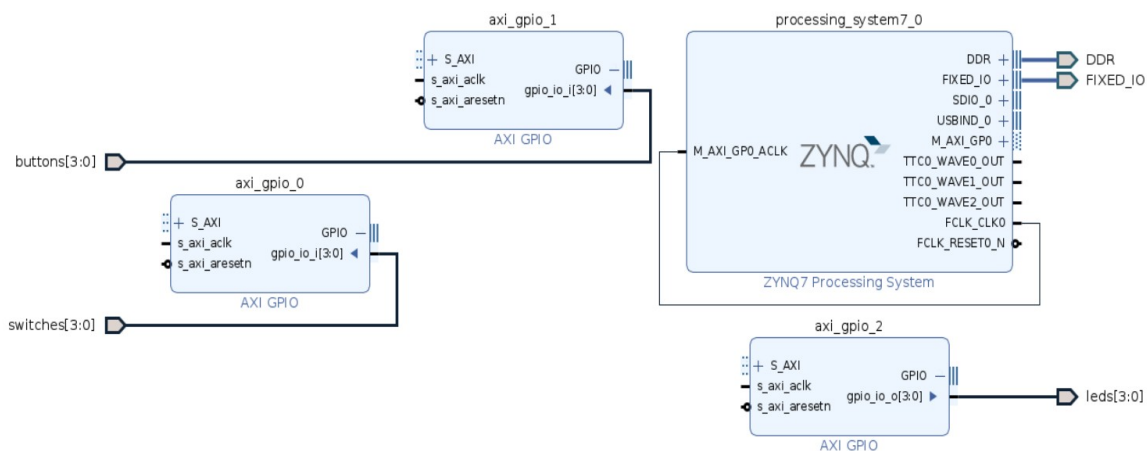 axi_gpio_1
+ S_AXI
s_axi_aclk
s_axi_aresetn
GPIO −
gpio_io_i[3:0]
AXI GPIO
processing_system7_0
M_AXI_GP0_ACLK
ZYNQ
DDR +
FIXED_IO +
SDIO_0 +
USBIND_0 +
M_AXI_GP0 +
TTC0_WAVE0_OUT
TTC0_WAVE1_OUT
TTC0_WAVE2_OUT
FCLK_CLK0
FCLK_RESET0_N
ZYNQ7 Processing System
DDR
FIXED_IO
buttons[3:0]
axi_gpio_0
+ S_AXI
s_axi_aclk
s_axi_aresetn
GPIO −
gpio_io_i[3:0]
AXI GPIO
switches[3:0]
axi_gpio_2
+ S_AXI
s_axi_aclk
s_axi_aresetn
GPIO −
gpio_io_o[3:0]
AXI GPIO
leds[3:0]